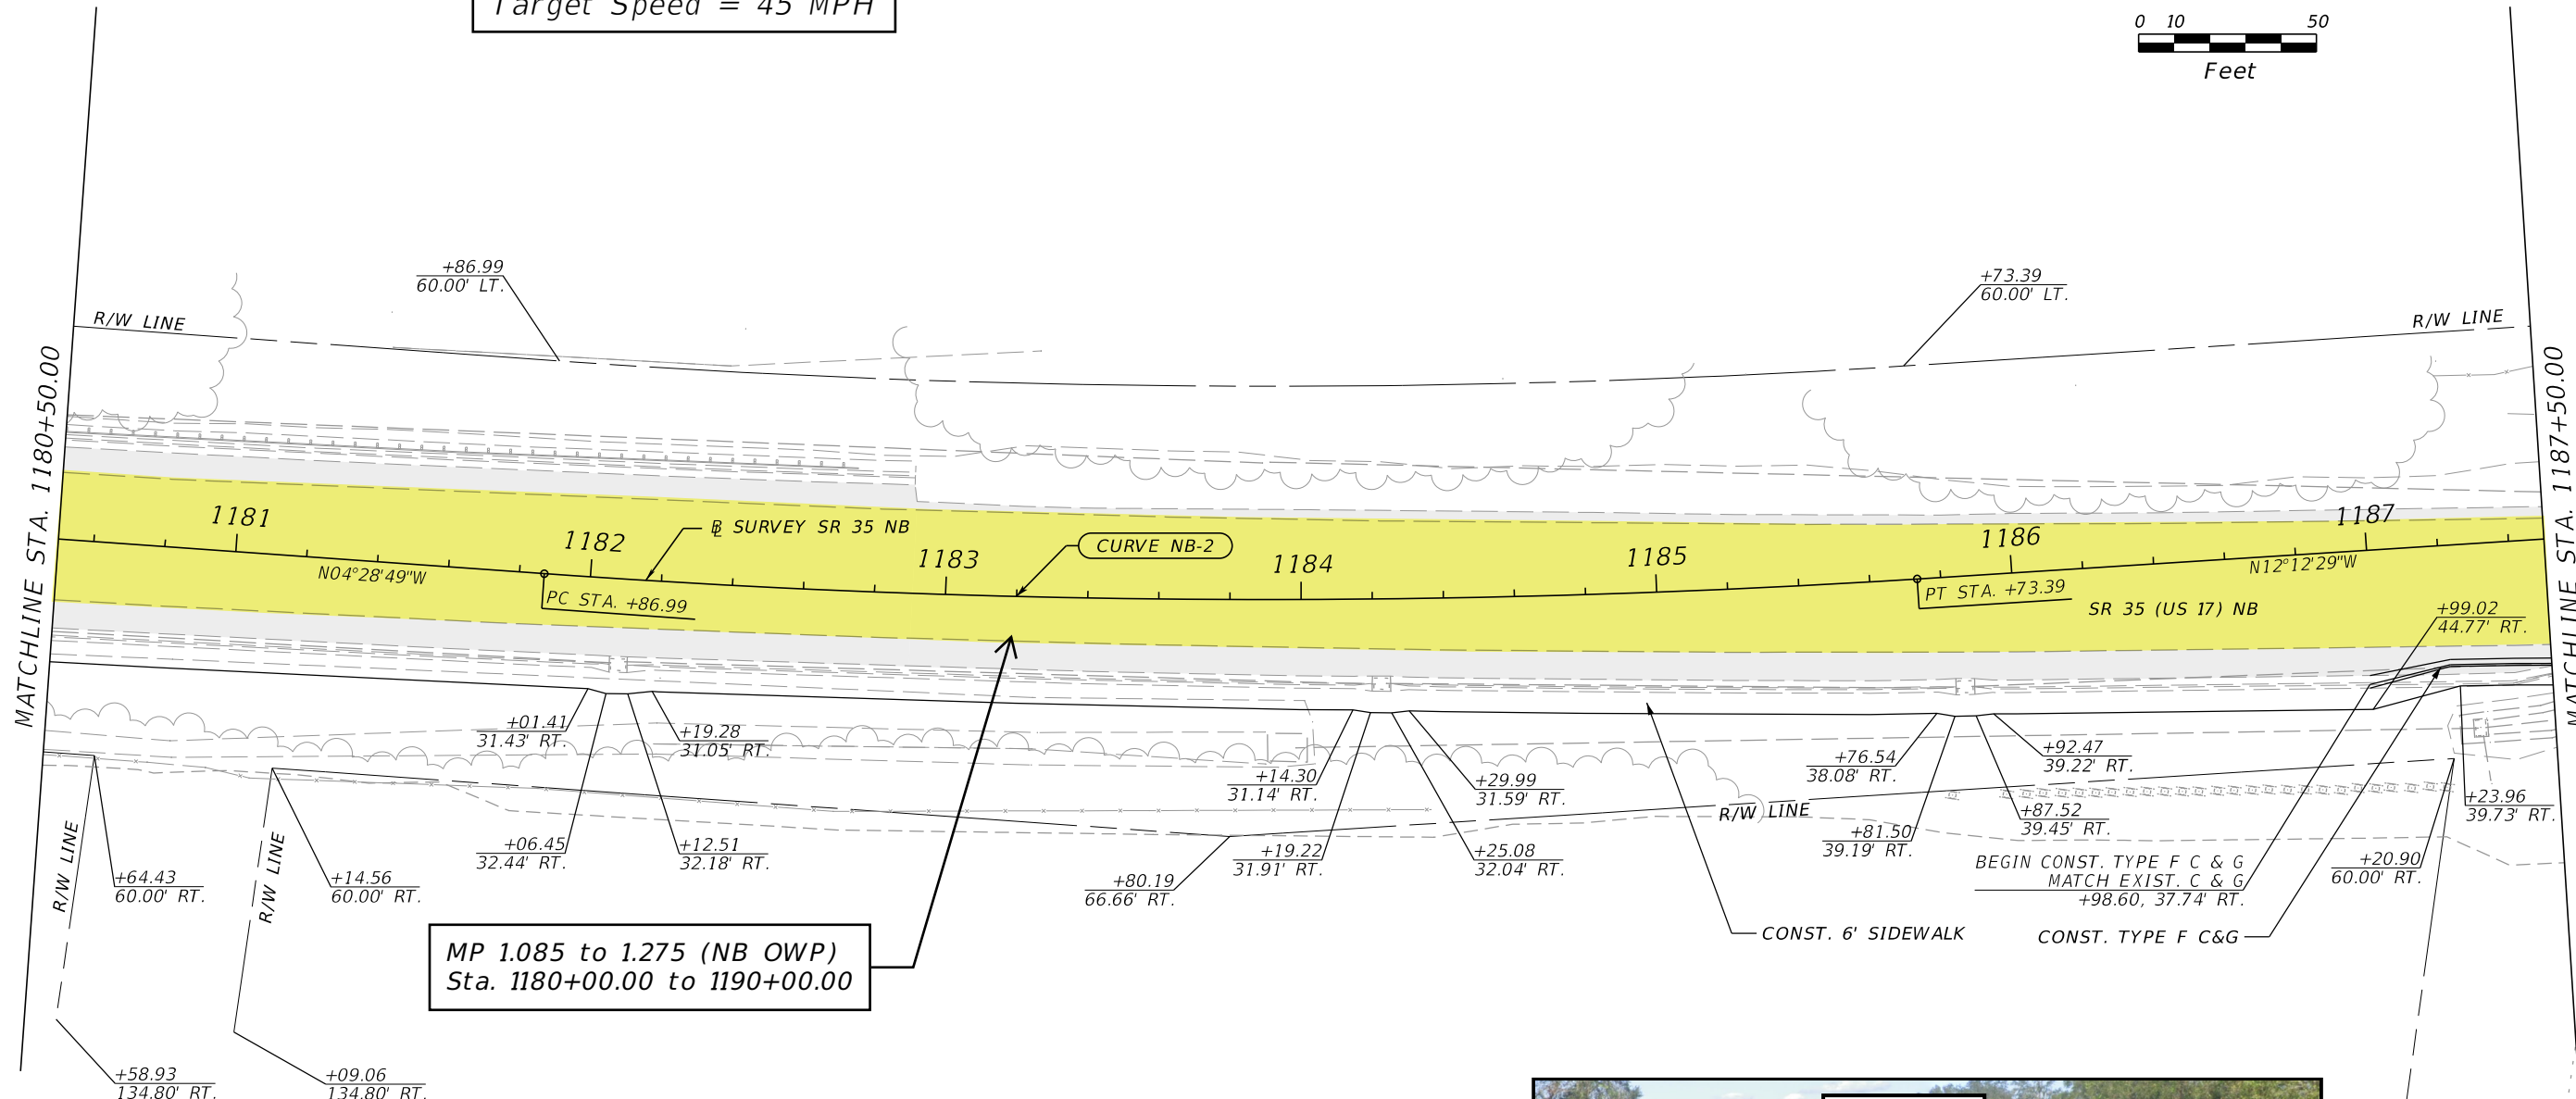 Target Speed = 45 MPH
0 10 50
Feet
MATCHLINE STA. 1180+50.00
MATCHLINE STA. 1187+50.00
+86.99
60.00' LT.
+73.39
60.00' LT.
R/W LINE
R/W LINE
1181
1182
1183
1184
1185
1186
1187
BL SURVEY SR 35 NB
CURVE NB-2
N04°28'49"W
N12°12'29"W
PC STA. +86.99
PT STA. +73.39
SR 35 (US 17) NB
+99.02
44.77' RT.
+01.41
31.43' RT.
+19.28
31.05' RT.
+14.30
31.14' RT.
+29.99
31.59' RT.
+76.54
38.08' RT.
+92.47
39.22' RT.
+23.96
39.73' RT.
R/W LINE
+87.52
39.45' RT.
+81.50
39.19' RT.
+06.45
32.44' RT.
+12.51
32.18' RT.
+19.22
31.91' RT.
+25.08
32.04' RT.
R/W LINE
R/W LINE
+64.43
60.00' RT.
+14.56
60.00' RT.
+80.19
66.66' RT.
BEGIN CONST. TYPE F C & G
MATCH EXIST. C & G
+98.60, 37.74' RT.
+20.90
60.00' RT.
CONST. 6' SIDEWALK
CONST. TYPE F C&G
MP 1.085 to 1.275 (NB OWP)
Sta. 1180+00.00 to 1190+00.00
+58.93
134.80' RT.
+09.06
134.80' RT.